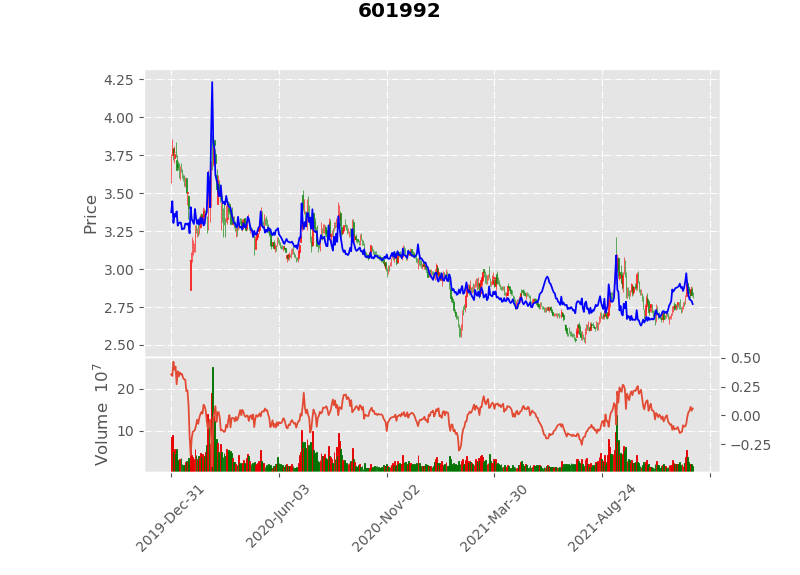 601992
4.25
4.00
3.75
3.50
3.25
3.00
2.75
2.50
Price
0.50
0.25
0.00
−0.25
20
10
Volume 10^7
2019-Dec-31
2020-Jun-03
2020-Nov-02
2021-Mar-30
2021-Aug-24